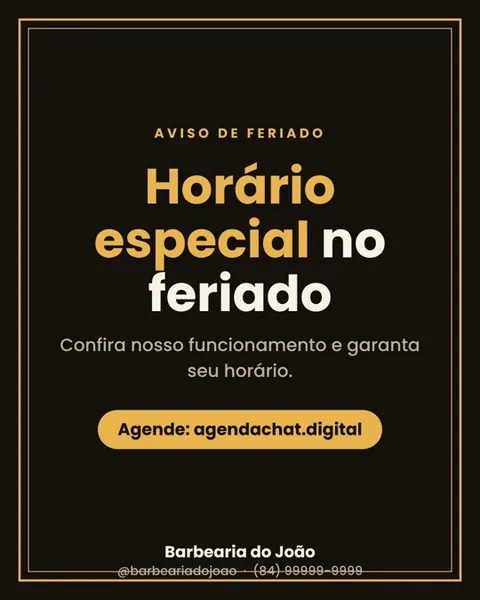 AVISO DE FERIADO
Horário
especial no
feriado
Confira nosso funcionamento e garanta
seu horário.
Agende: agendachat.digital
Barbearia do João
@barbeariadojoao · (84) 99999-9999